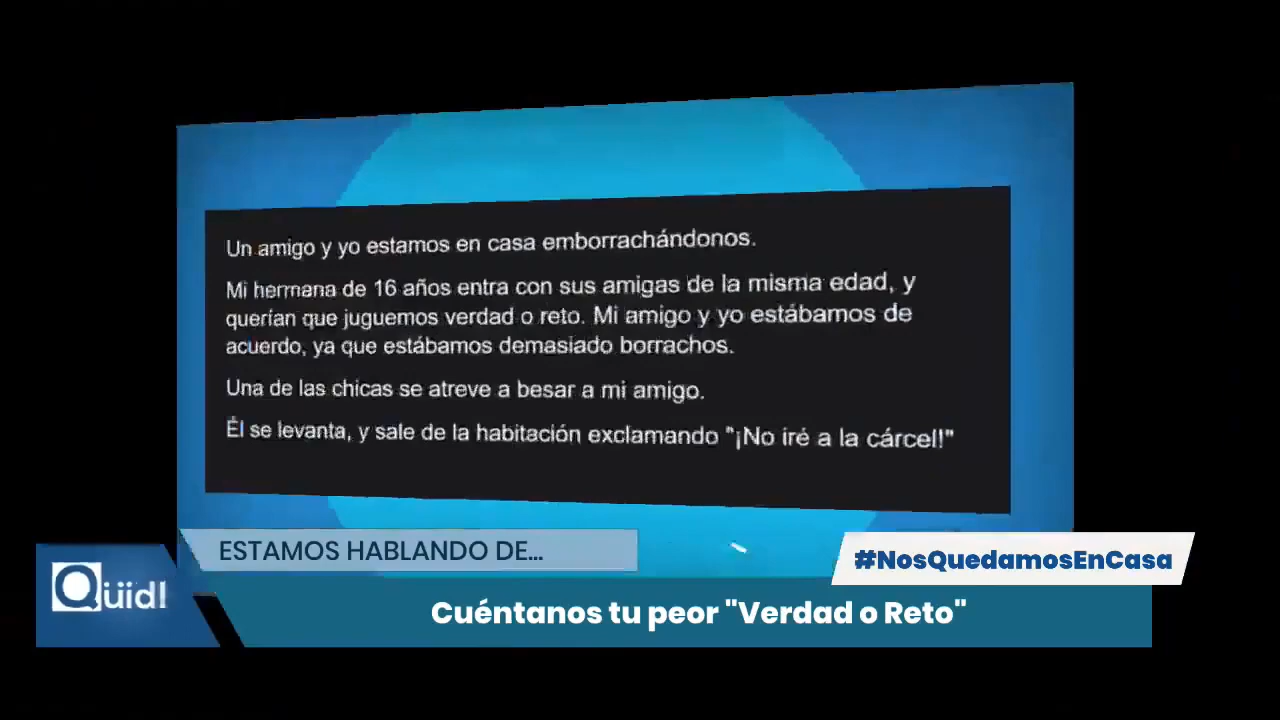 Un amigo y yo estamos en casa emborrachándonos.
Mi hermana de 16 años entra con sus amigas de la misma edad, y
querían que juguemos verdad o reto. Mi amigo y yo estábamos de
acuerdo, ya que estábamos demasiado borrachos.
Una de las chicas se atreve a besar a mi amigo.
Él se levanta, y sale de la habitación exclamando "¡No iré a la cárcel!"
ESTAMOS HABLANDO DE...
#NosQuedamosEnCasa
Qüid!
Cuéntanos tu peor "Verdad o Reto"